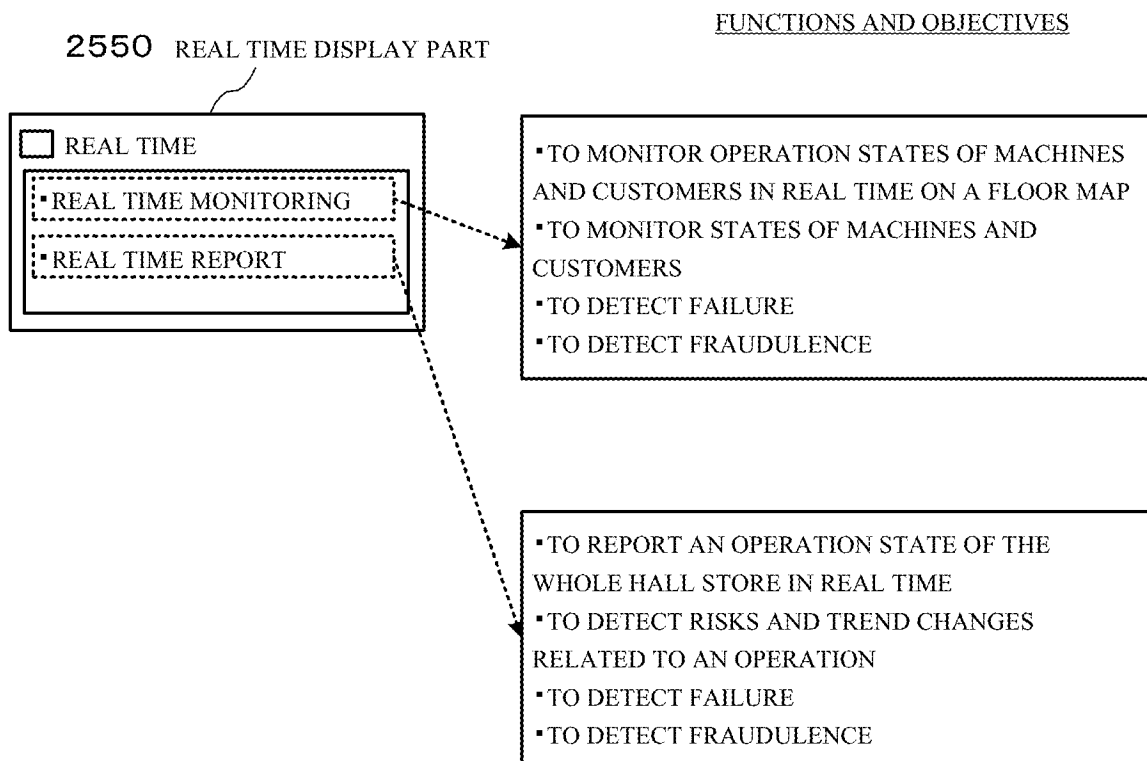 FUNCTIONS AND OBJECTIVES
2550 REAL TIME DISPLAY PART
REAL TIME
▪REAL TIME MONITORING
▪REAL TIME REPORT
▪TO MONITOR OPERATION STATES OF MACHINES
AND CUSTOMERS IN REAL TIME ON A FLOOR MAP
▪TO MONITOR STATES OF MACHINES AND
CUSTOMERS
▪TO DETECT FAILURE
▪TO DETECT FRAUDULENCE
▪TO REPORT AN OPERATION STATE OF THE
WHOLE HALL STORE IN REAL TIME
▪TO DETECT RISKS AND TREND CHANGES
RELATED TO AN OPERATION
▪TO DETECT FAILURE
▪TO DETECT FRAUDULENCE